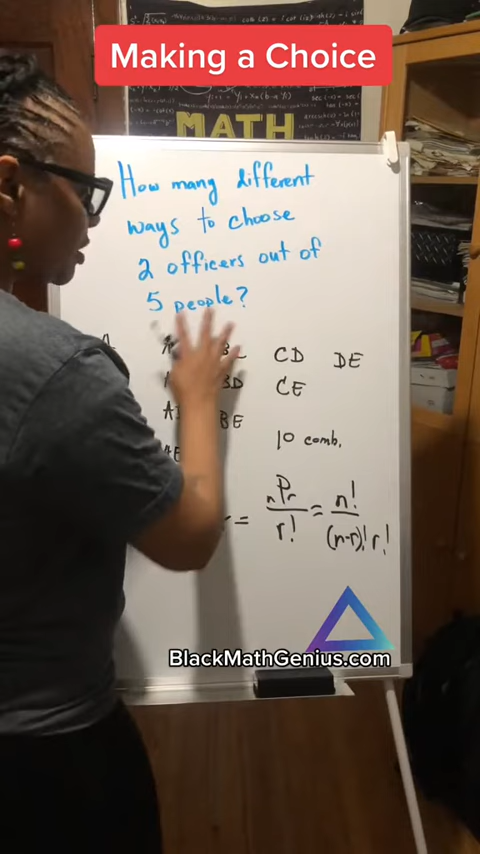 Making a Choice
MATH
How many different
ways to choose
2 officers out of
5 people?
CD DE
BD CE
BE
10 comb.
= nPr / r! = n! / (n-r)! r!
BlackMathGenius.com